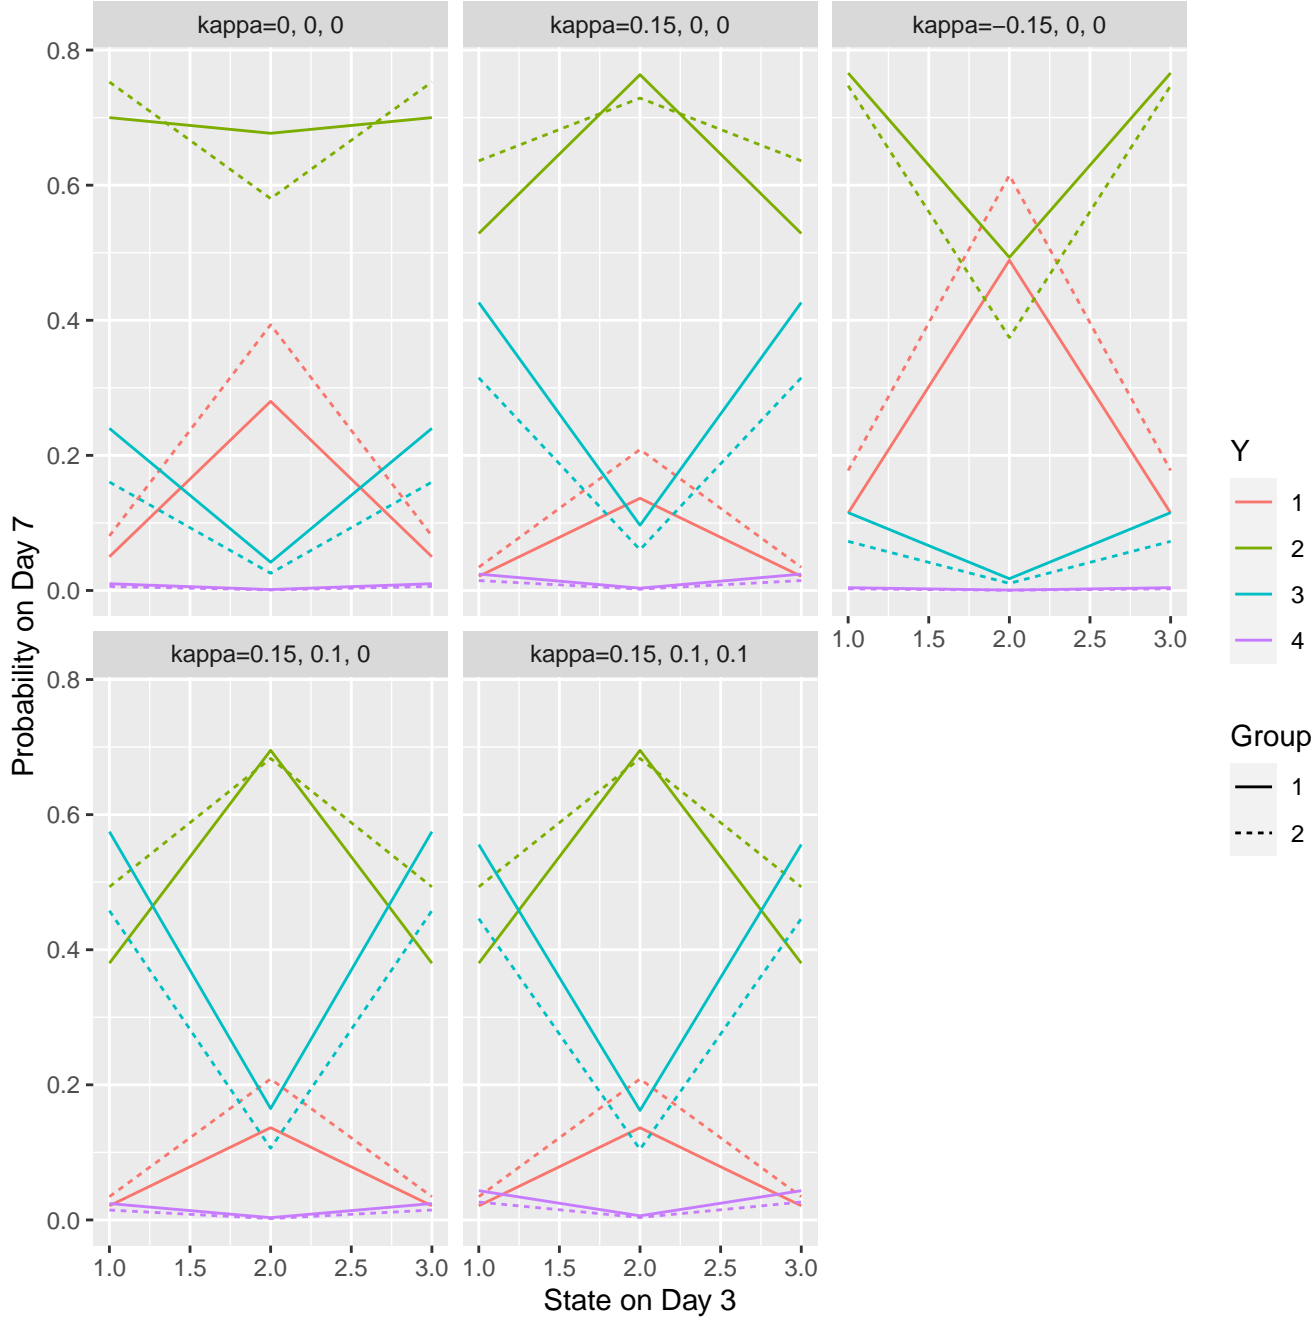 kappa=0, 0, 0
kappa=0.15, 0, 0
kappa=−0.15, 0, 0
0.8
0.6
0.4
0.2
0.0
1.0 1.5 2.0 2.5 3.0
kappa=0.15, 0.1, 0
kappa=0.15, 0.1, 0.1
0.8
0.6
0.4
0.2
0.0
1.0 1.5 2.0 2.5 3.0
1.0 1.5 2.0 2.5 3.0
State on Day 3
Probability on Day 7
Y
1
2
3
4
Group
1
2